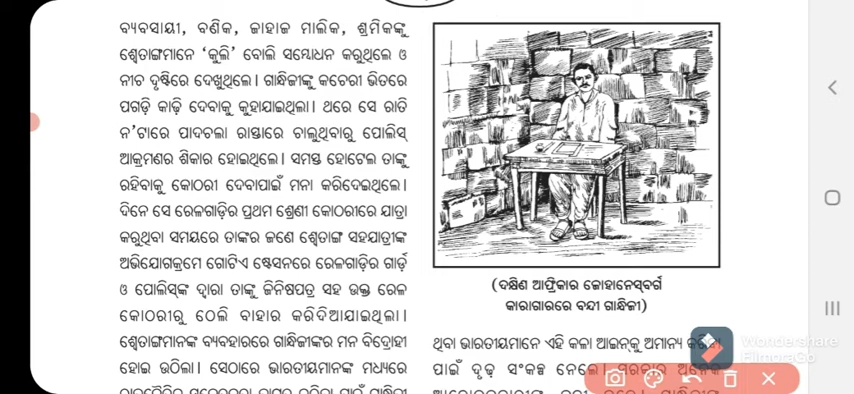 ବ୍ୟବସାୟୀ, ବଣିକ, ଜାହାଜ ମାଲିକ, ଶ୍ରମିକଙ୍କୁ
ଶ୍ଵେତାଙ୍ଗମାନେ ‘କୁଲି’ ବୋଲି ସମ୍ବୋଧନ କରୁଥିଲେ ଓ
ନୀଚ ଦୃଷ୍ଟିରେ ଦେଖୁଥିଲେ। ଗାନ୍ଧିଜୀଙ୍କୁ କଚେରୀ ଭିତରେ
ପଗଡ଼ି କାଢ଼ି ଦେବାକୁ କୁହାଯାଇଥିଲା। ଥରେ ସେ ରାତି
ନ’ଟାରେ ପାଦଚଲା ରାସ୍ତାରେ ଚାଲୁଥିବାରୁ ପୋଲିସ୍
ଆକ୍ରମଣର ଶିକାର ହୋଇଥିଲେ। ସମସ୍ତ ହୋଟେଲ ତାଙ୍କୁ
ରହିବାକୁ କୋଠରୀ ଦେବାପାଇଁ ମନା କରିଦେଇଥିଲେ।
ଦିନେ ସେ ରେଳଗାଡ଼ିର ପ୍ରଥମ ଶ୍ରେଣୀ କୋଠରୀରେ ଯାତ୍ରା
କରୁଥିବା ସମୟରେ ତାଙ୍କର ଜଣେ ଶ୍ଵେତାଙ୍ଗ ସହଯାତ୍ରୀଙ୍କ
ଅଭିଯୋଗକ୍ରମେ ଗୋଟିଏ ଷ୍ଟେସନରେ ରେଳଗାଡ଼ିର ଗାର୍ଡ଼
ଓ ପୋଲିସ୍‌ଙ୍କ ଦ୍ଵାରା ତାଙ୍କୁ ଜିନିଷପତ୍ର ସହ ଉକ୍ତ ରେଳ
କୋଠରୀରୁ ଠେଲି ବାହାର କରିଦିଆଯାଇଥିଲା।
ଶ୍ଵେତାଙ୍ଗମାନଙ୍କ ବ୍ୟବହାରରେ ଗାନ୍ଧିଜୀଙ୍କର ମନ ବିଦ୍ରୋହୀ
ହୋଇ ଉଠିଲା। ସେଠାରେ ଭାରତୀୟମାନଙ୍କ ମଧ୍ୟରେ
(ଦକ୍ଷିଣ ଆଫ୍ରିକାର ଜୋହାନେସ୍‌ବର୍ଗ
କାରାଗାରରେ ବନ୍ଦୀ ଗାନ୍ଧିଜୀ)
ଥିବା ଭାରତୀୟମାନେ ଏହି କଳା ଆଇନକୁ ଅମାନ୍ୟ
ପାଇଁ ଦୃଢ଼ ସଂକଳ୍ପ ନେଲେ।
Wondershare
FilmoraGo